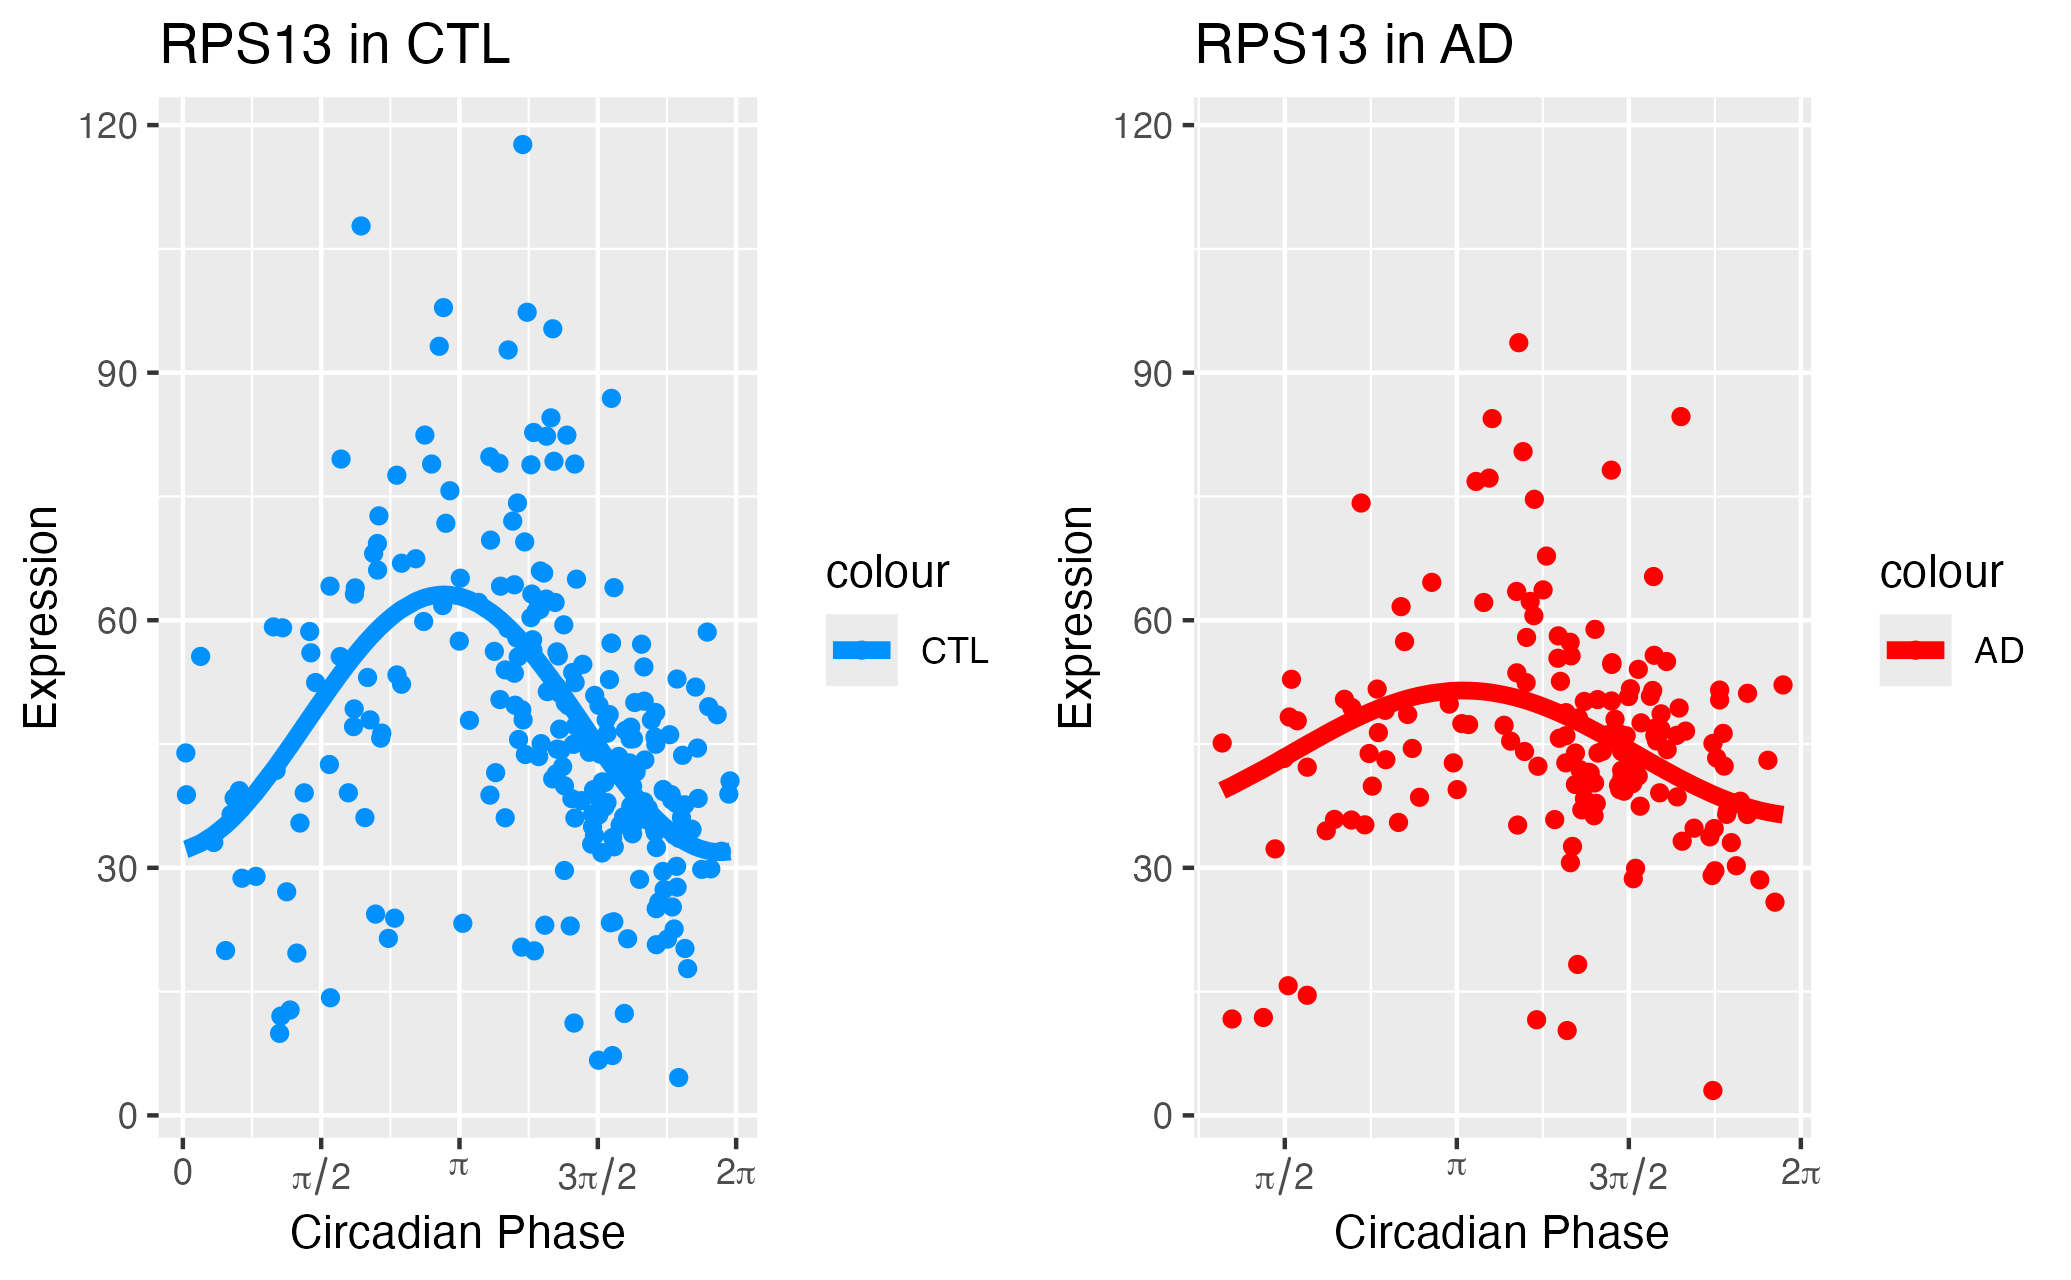 RPS13 in CTL
120
90
60
30
0
Expression
0
π/2
π
3π/2
2π
Circadian Phase
colour
CTL
RPS13 in AD
120
90
60
30
0
Expression
π/2
π
3π/2
2π
Circadian Phase
colour
AD